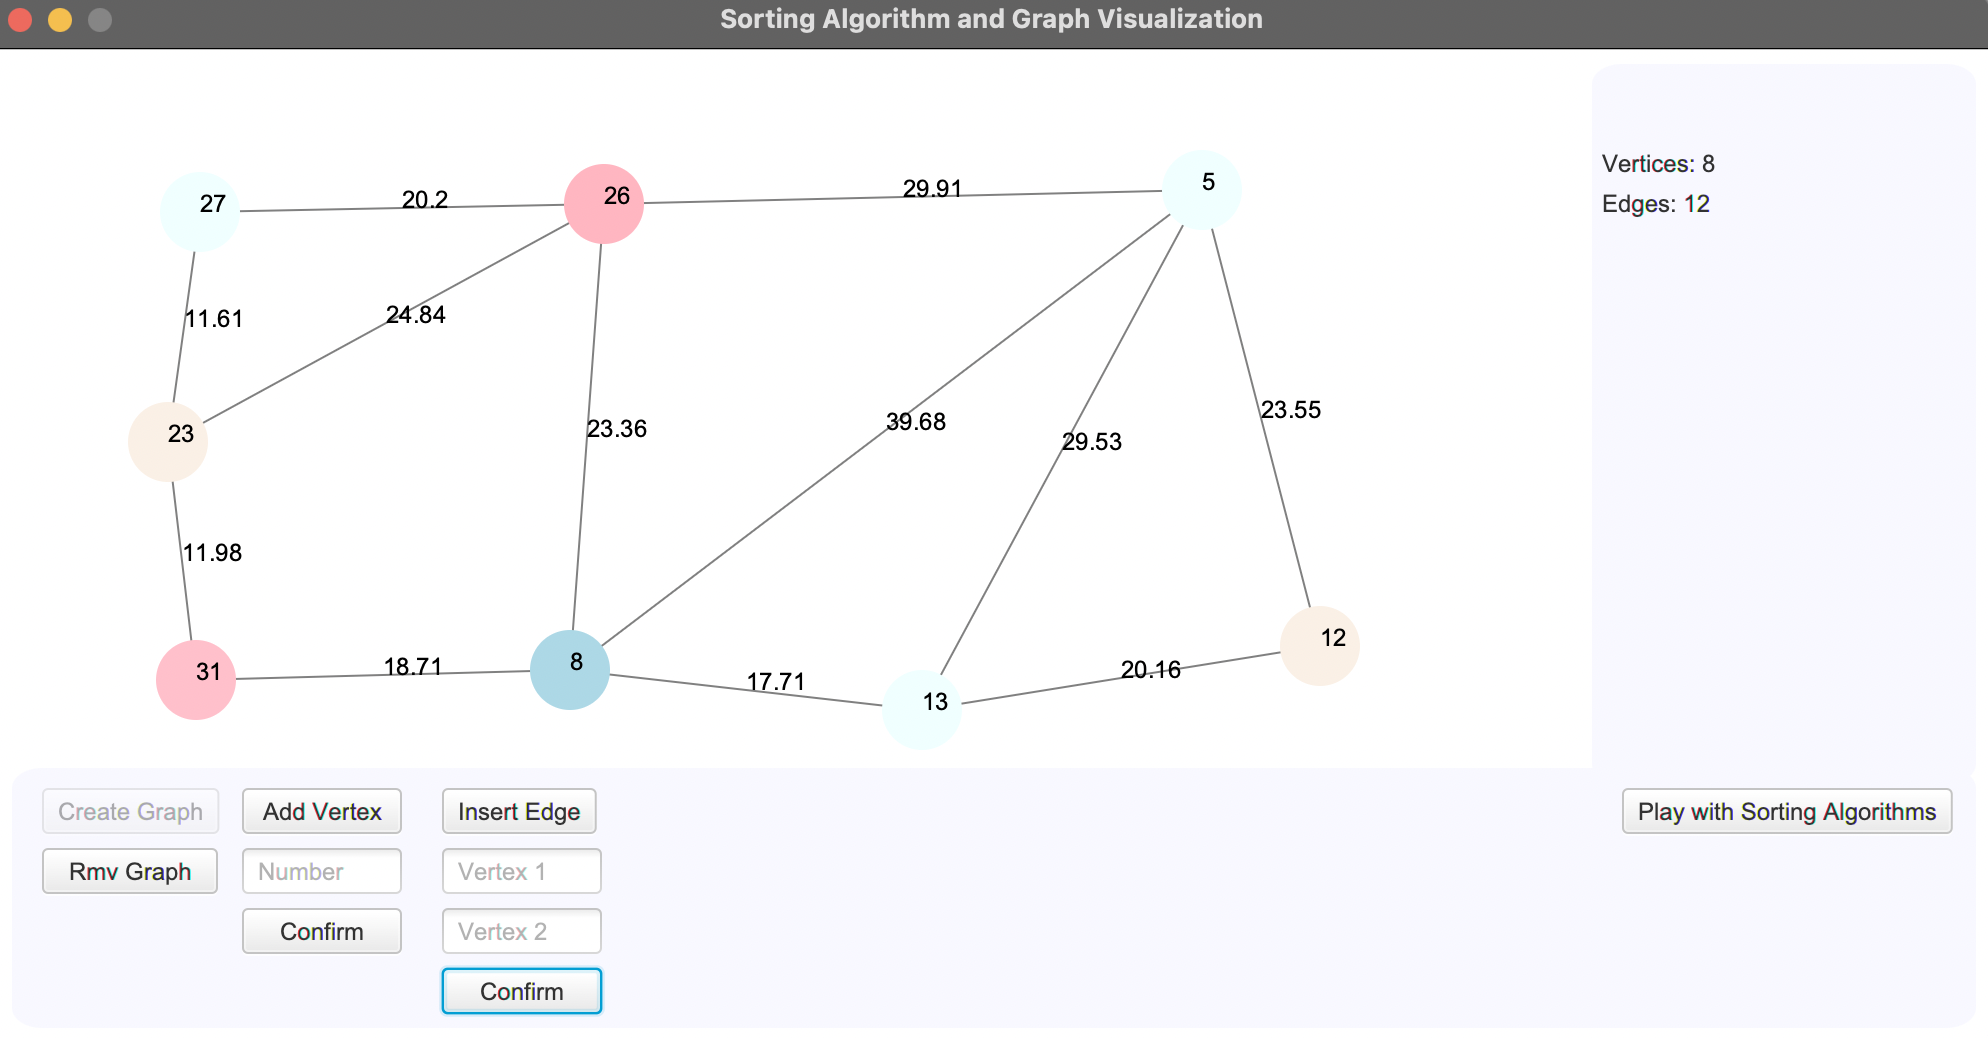 Sorting Algorithm and Graph Visualization
Vertices: 8
Edges: 12
27
20.2
26
29.91
5
11.61
24.84
23
23.36
39.68
29.53
23.55
11.98
31
18.71
8
17.71
13
20.16
12
Create Graph
Add Vertex
Insert Edge
Play with Sorting Algorithms
Rmv Graph
Number
Vertex 1
Confirm
Vertex 2
Confirm